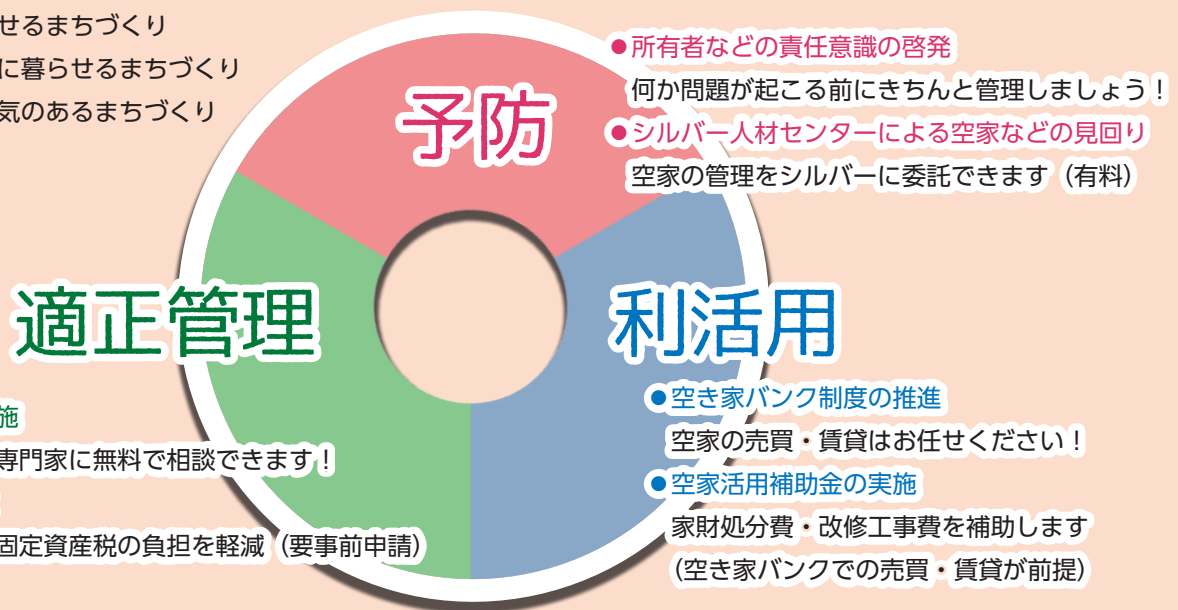 せるまちづくり
に暮らせるまちづくり
気のあるまちづくり
予防
●所有者などの責任意識の啓発
何か問題が起こる前にきちんと管理しましょう！
●シルバー人材センターによる空家などの見回り
空家の管理をシルバーに委託できます（有料）
適正管理
施
専門家に無料で相談できます！
固定資産税の負担を軽減（要事前申請）
利活用
●空き家バンク制度の推進
空家の売買・賃貸はお任せください！
●空家活用補助金の実施
家財処分費・改修工事費を補助します
（空き家バンクでの売買・賃貸が前提）